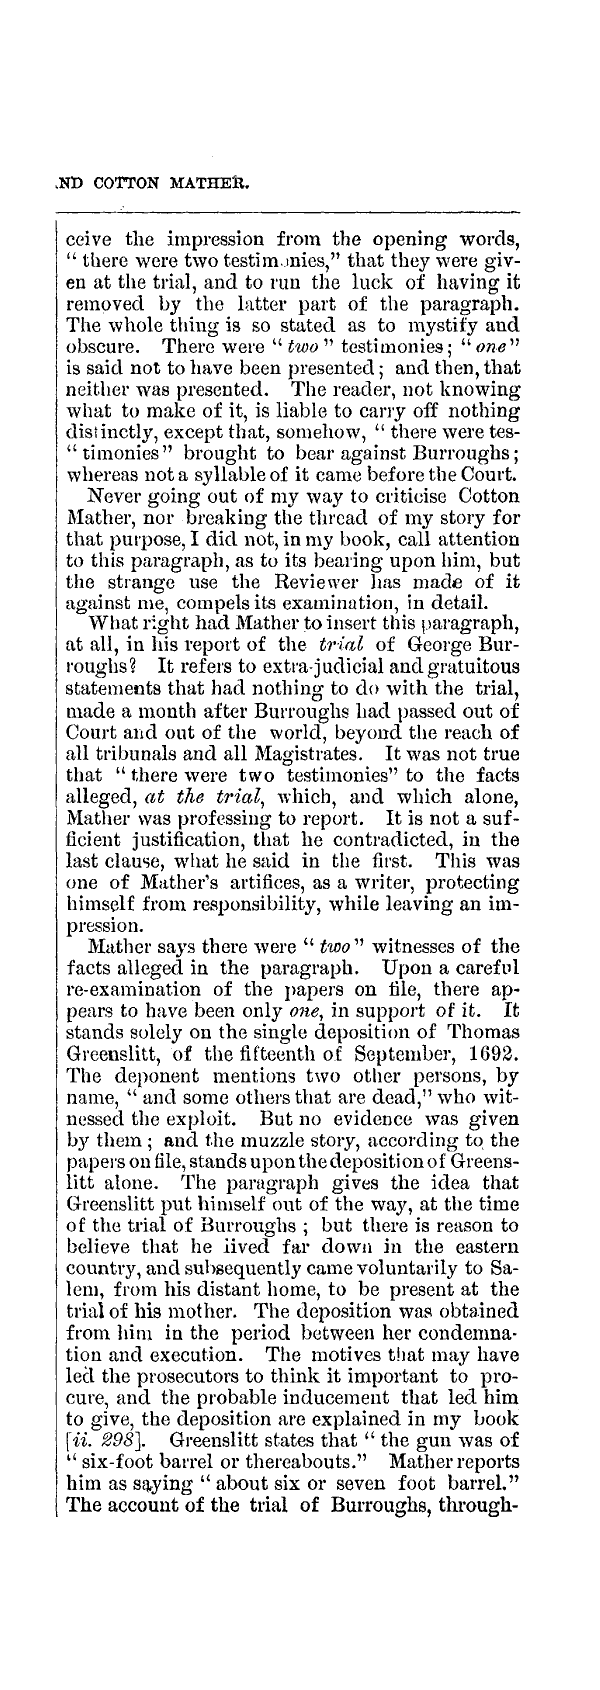 ND COTTON MATHER.
ceive the impression from the opening words,
“ there were two testimonies,” that they were giv-
en at the trial, and to run the luck of having it
removed by the latter part of the paragraph.
The whole thing is so stated as to mystify and
obscure. There were “ two ” testimonies ; “ one ”
is said not to have been presented ; and then, that
neither was presented. The reader, not knowing
what to make of it, is liable to carry off nothing
distinctly, except that, somehow, “ there were tes-
“ timonies ” brought to bear against Burroughs ;
whereas not a syllable of it came before the Court.
Never going out of my way to criticise Cotton
Mather, nor breaking the thread of my story for
that purpose, I did not, in my book, call attention
to this paragraph, as to its bearing upon him, but
the strange use the Reviewer has made of it
against me, compels its examination, in detail.
What right had Mather to insert this paragraph,
at all, in his report of the trial of George Bur-
roughs? It refers to extra-judicial and gratuitous
statements that had nothing to do with the trial,
made a month after Burroughs had passed out of
Court and out of the world, beyond the reach of
all tribunals and all Magistrates. It was not true
that “ there were two testimonies” to the facts
alleged, at the trial, which, and which alone,
Mather was professing to report. It is not a suf-
ficient justification, that he contradicted, in the
last clause, what he said in the first. This was
one of Mather's artifices, as a writer, protecting
himself from responsibility, while leaving an im-
pression.
Mather says there were “ two ” witnesses of the
facts alleged in the paragraph. Upon a careful
re-examination of the papers on file, there ap-
pears to have been only one, in support of it. It
stands solely on the single deposition of Thomas
Greenslitt, of the fifteenth of September, 1692.
The deponent mentions two other persons, by
name, “ and some others that are dead,” who wit-
nessed the exploit. But no evidence was given
by them ; and the muzzle story, according to the
papers on file, stands upon the deposition of Greens-
litt alone. The paragraph gives the idea that
Greenslitt put himself out of the way, at the time
of the trial of Burroughs ; but there is reason to
believe that he lived far down in the eastern
country, and subsequently came voluntarily to Sa-
lem, from his distant home, to be present at the
trial of his mother. The deposition was obtained
from him in the period between her condemna-
tion and execution. The motives that may have
led the prosecutors to think it important to pro-
cure, and the probable inducement that led him
to give, the deposition are explained in my book
[ii. 298]. Greenslitt states that “ the gun was of
“ six-foot barrel or thereabouts.” Mather reports
him as saying “ about six or seven foot barrel.”
The account of the trial of Burroughs, through-